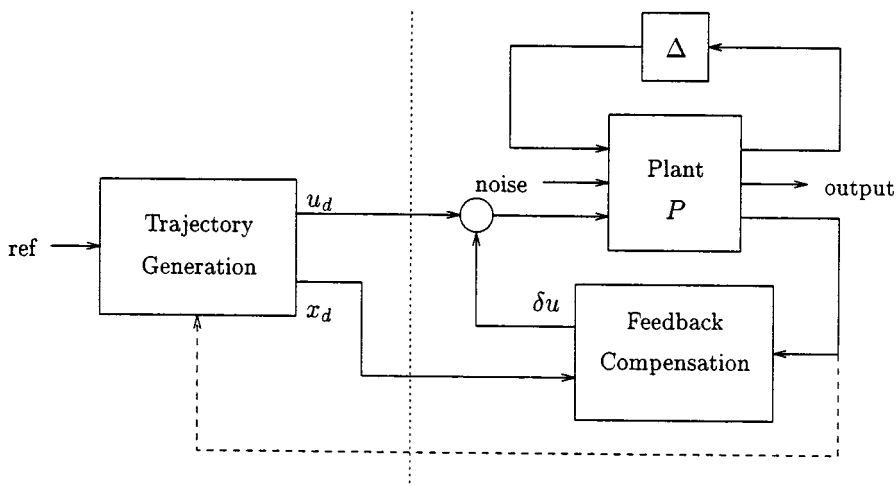 Δ
Plant
P
noise
output
u_d
Trajectory
Generation
ref
x_d
δu
Feedback
Compensation